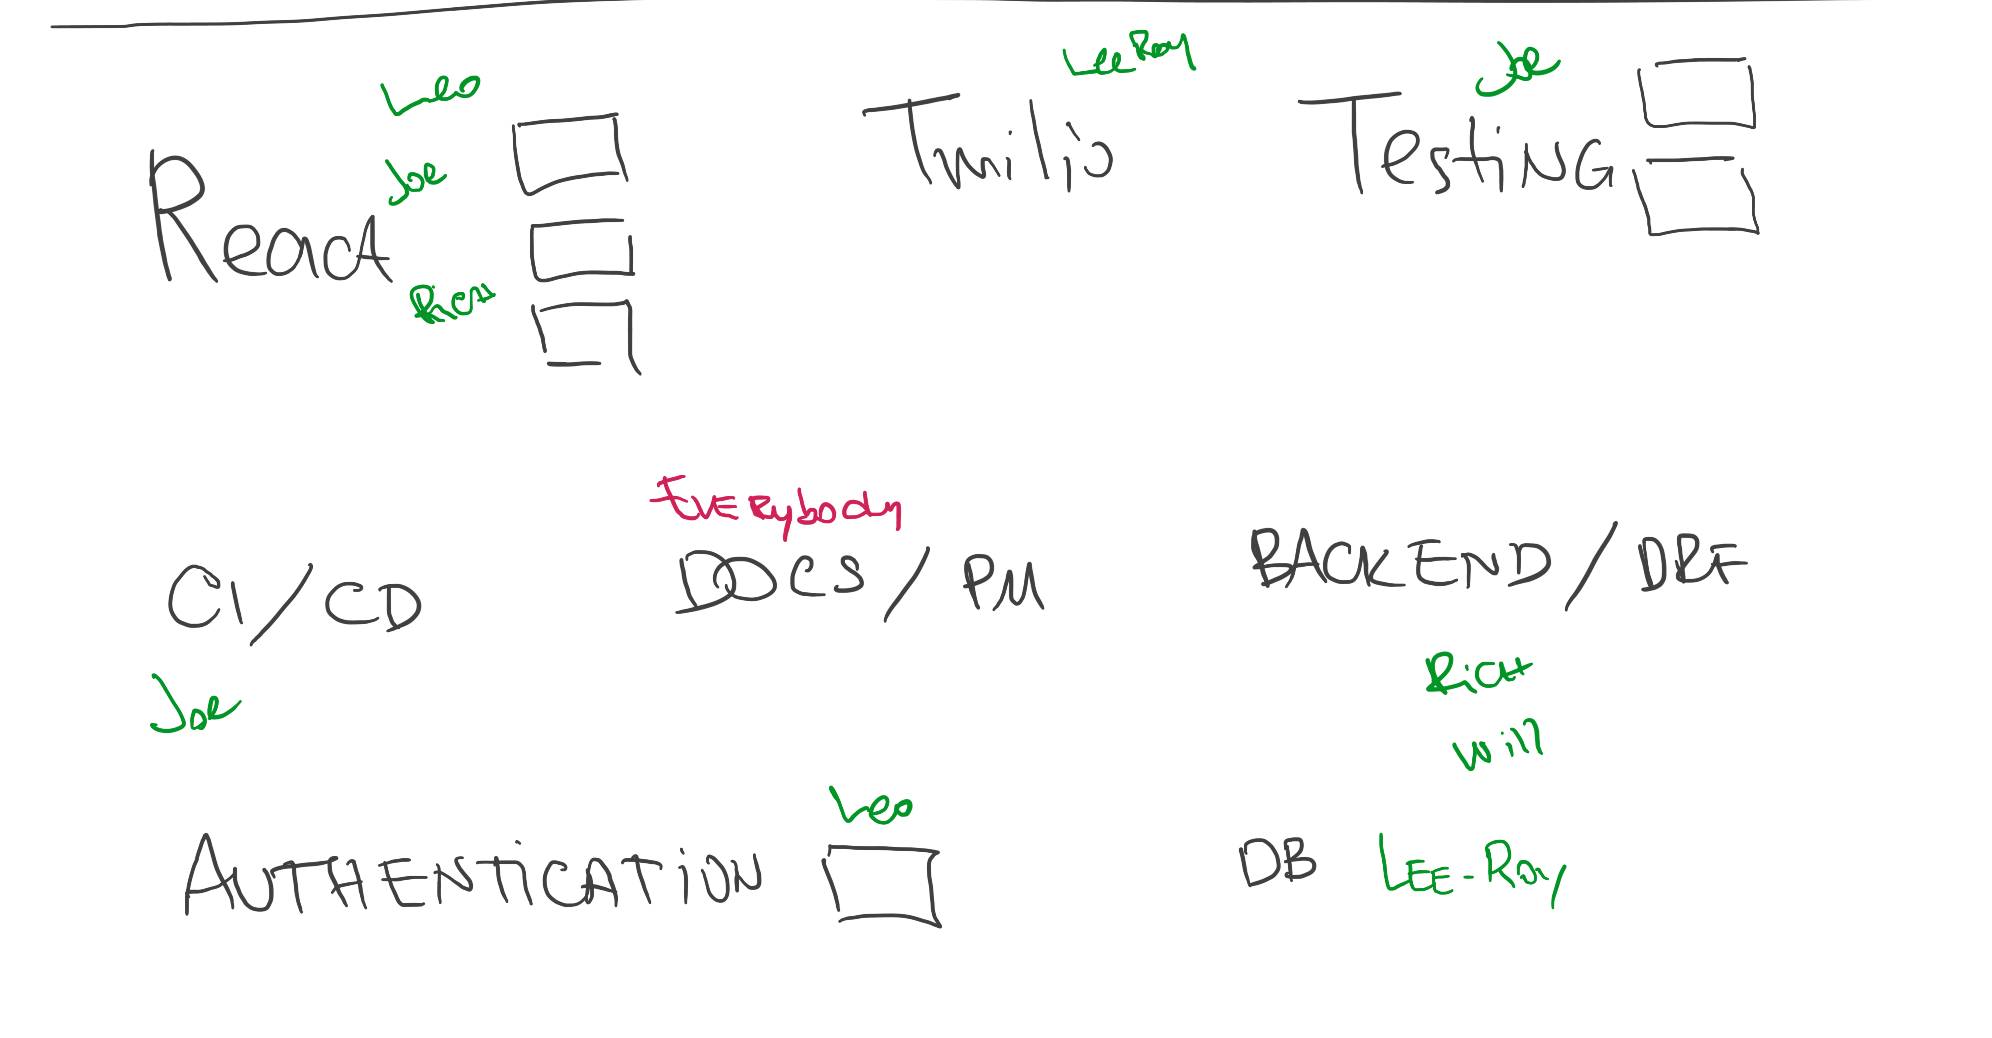 Leo
LeeRoy
Joe
Joe
React
Twilio
Testing
Rich
Everybody
CI/CD
DOCS / PM
BACKEND / DRF
Joe
Rich
Will
Leo
AUTHENTICATION
DB LEE-Roy